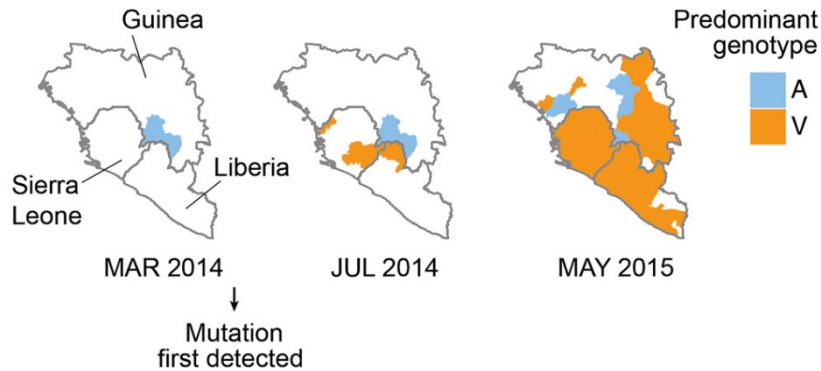 Guinea
Predominant
genotype
A
V
Sierra
Leone
Liberia
MAR 2014
JUL 2014
MAY 2015
Mutation
first detected